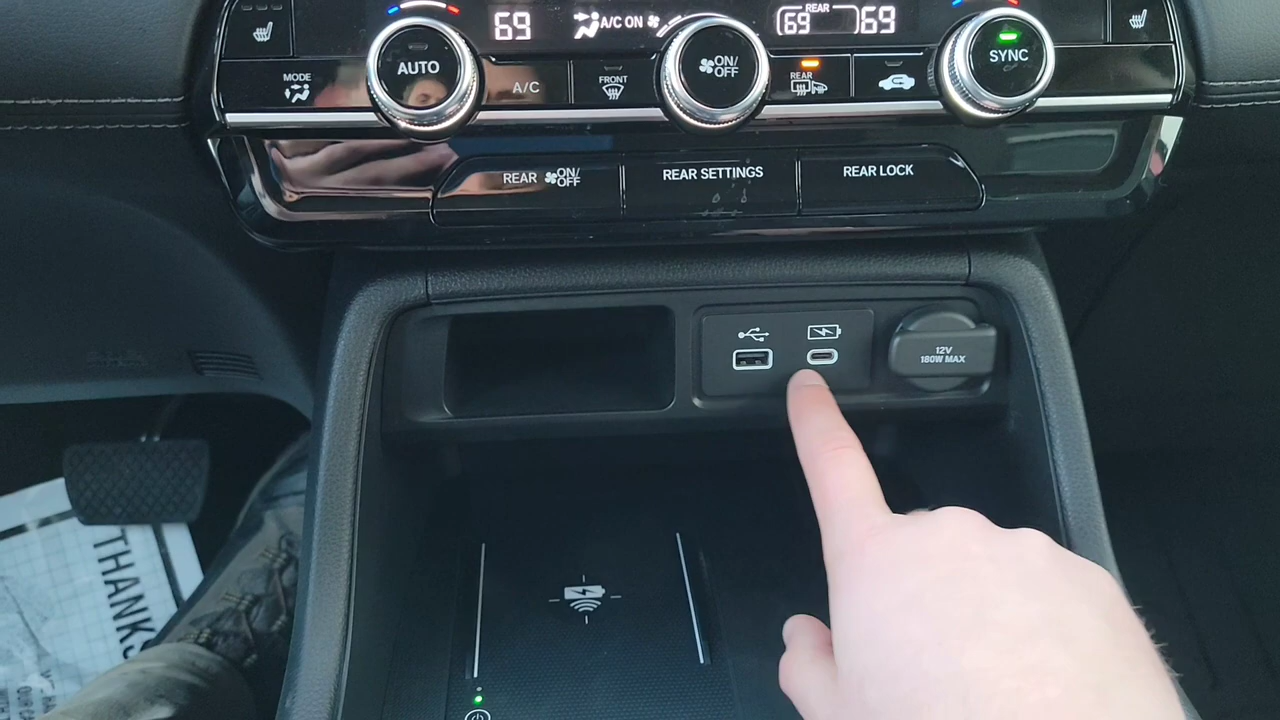 69
A/C ON
REAR
69
69
AUTO
ON/
OFF
SYNC
MODE
A/C
FRONT
REAR
REAR ON/
OFF
REAR SETTINGS
REAR LOCK
12V
180W MAX
THANKS